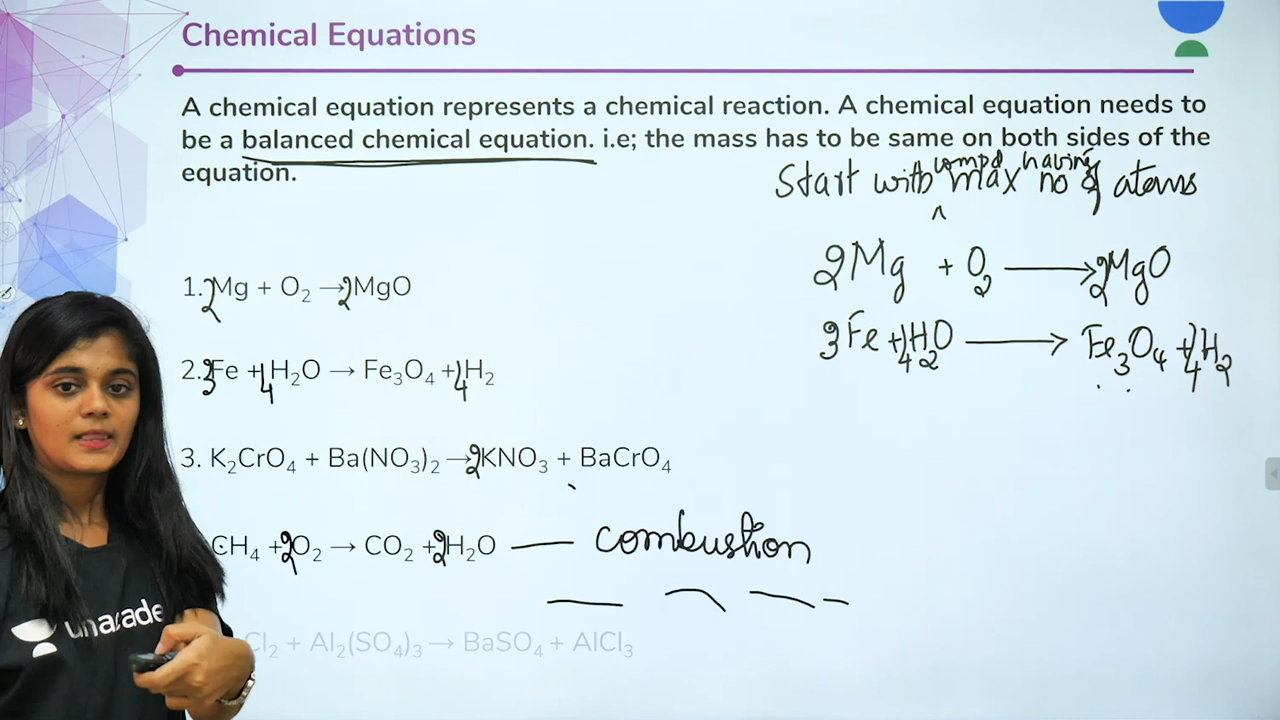 Chemical Equations
A chemical equation represents a chemical reaction. A chemical equation needs to
be a balanced chemical equation. i.e; the mass has to be same on both sides of the
equation.
compd having
Start with ^ max no of atoms
2Mg + O₂ → 2MgO
3Fe + 4H₂O → Fe₃O₄ + 4H₂
1. 2Mg + O₂ → 2MgO
2. 3Fe + 4H₂O → Fe₃O₄ + 4H₂
3. K₂CrO₄ + Ba(NO₃)₂ → 2KNO₃ + BaCrO₄
CH₄ + 2O₂ → CO₂ + 2H₂O — combustion
Cl₂ + Al₂(SO₄)₃ → BaSO₄ + AlCl₃
unacade